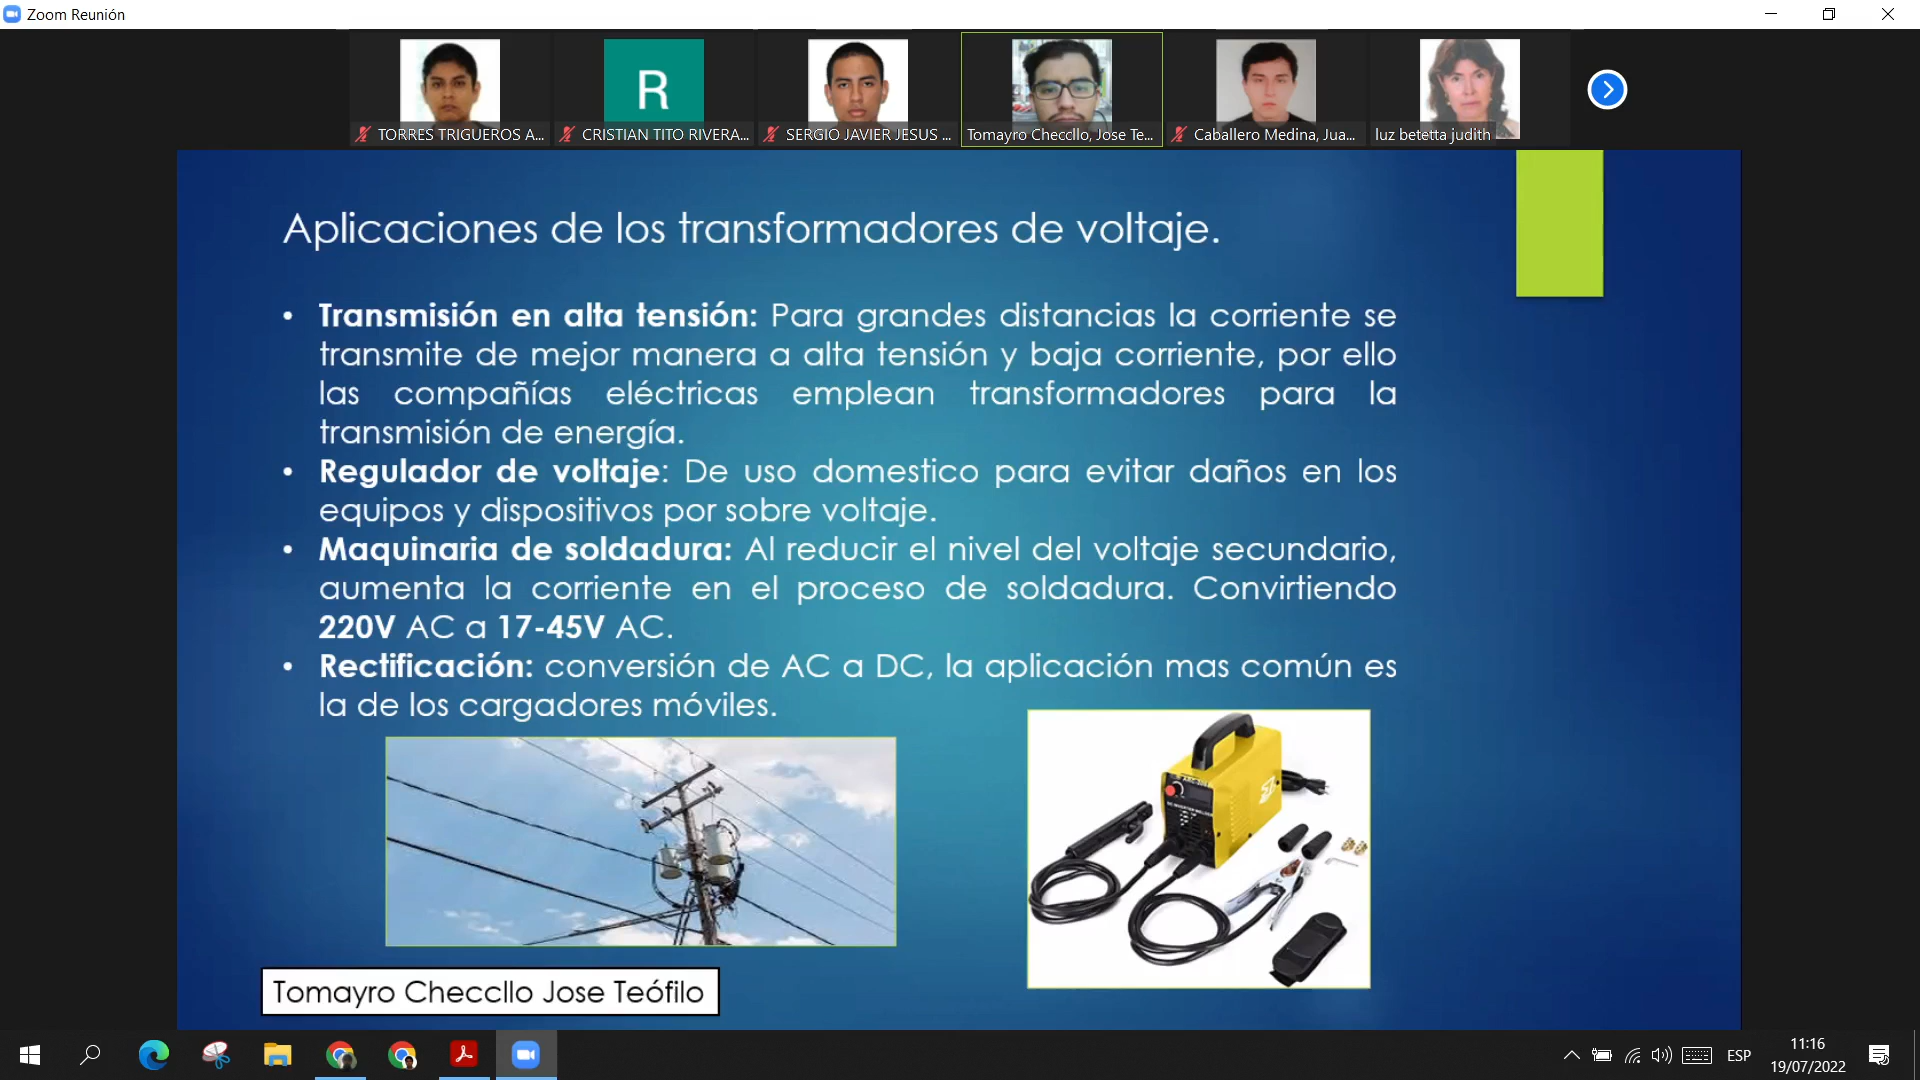 Zoom Reunión
R
TORRES TRIGUEROS A...
CRISTIAN TITO RIVERA...
SERGIO JAVIER JESUS ...
Tomayro Checcllo, Jose Te...
Caballero Medina, Jua...
luz betetta judith
Aplicaciones de los transformadores de voltaje.
• Transmisión en alta tensión: Para grandes distancias la corriente se
transmite de mejor manera a alta tensión y baja corriente, por ello
las compañías eléctricas emplean transformadores para la
transmisión de energía.
• Regulador de voltaje: De uso domestico para evitar daños en los
equipos y dispositivos por sobre voltaje.
• Maquinaria de soldadura: Al reducir el nivel del voltaje secundario,
aumenta la corriente en el proceso de soldadura. Convirtiendo
220V AC a 17-45V AC.
• Rectificación: conversión de AC a DC, la aplicación mas común es
la de los cargadores móviles.
Tomayro Checcllo Jose Teófilo
ESP
11:16
19/07/2022